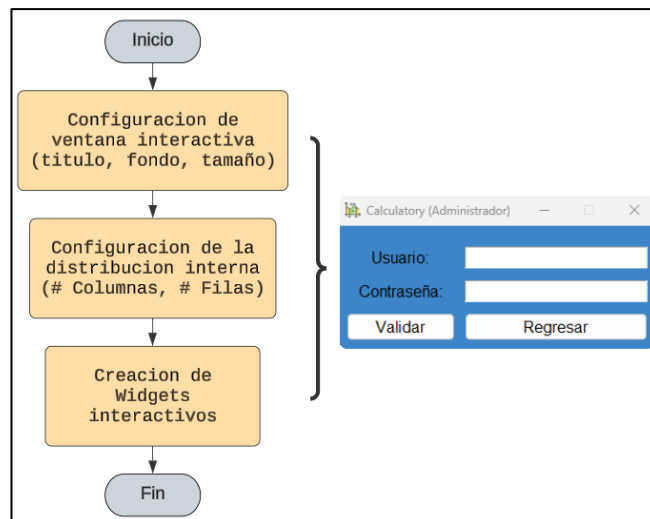 Inicio
Configuracion de
ventana interactiva
(titulo, fondo, tamaño)
Configuracion de la
distribucion interna
(# Columnas, # Filas)
Creacion de
Widgets
interactivos
Fin
Calculatory (Administrador)
Usuario:
Contraseña:
Validar
Regresar